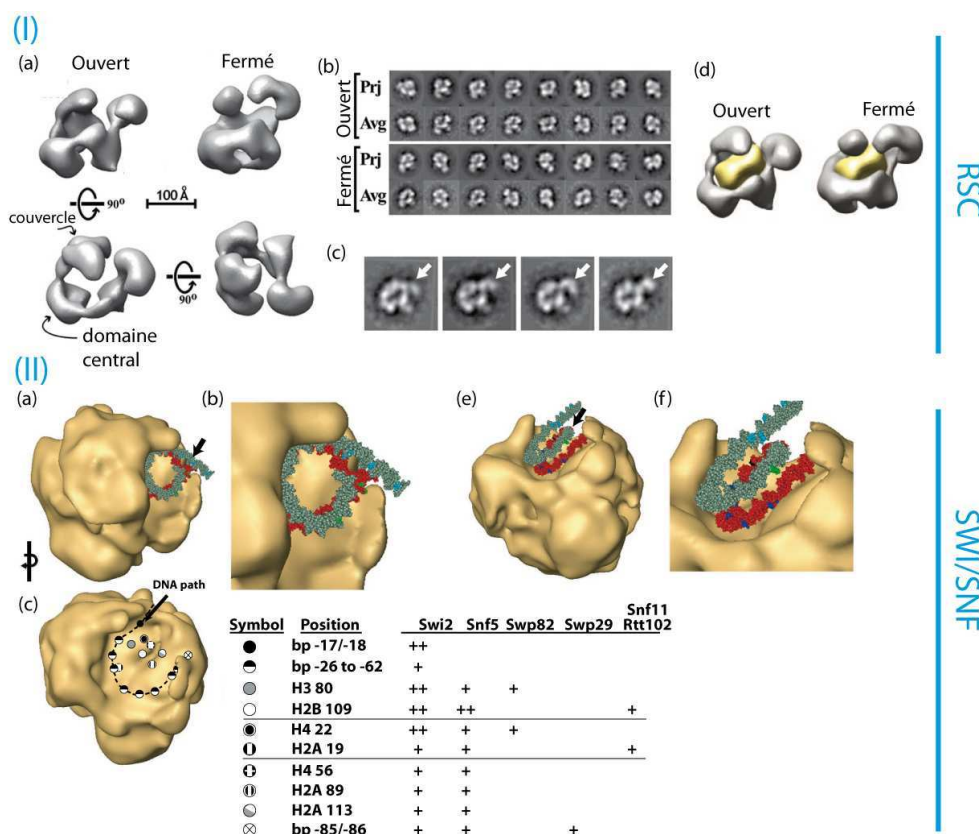 (I)
(a)
Ouvert
Fermé
90º
100 Å
couvercle
90º
domaine
central
(b)
Ouvert
Prj
Avg
Fermé
Prj
Avg
(c)
(d)
Ouvert
Fermé
RSC
(II)
(a)
(b)
(e)
(f)
(c)
DNA path
SWI/SNF
Snf11
Symbol Position Swi2 Snf5 Swp82 Swp29 Rtt102
bp -17/-18 ++
bp -26 to -62 +
H3 80 ++ + +
H2B 109 ++ ++ +
H4 22 ++ + +
H2A 19 + + +
H4 56 + +
H2A 89 + +
H2A 113 + +
bp -85/-86 + + +